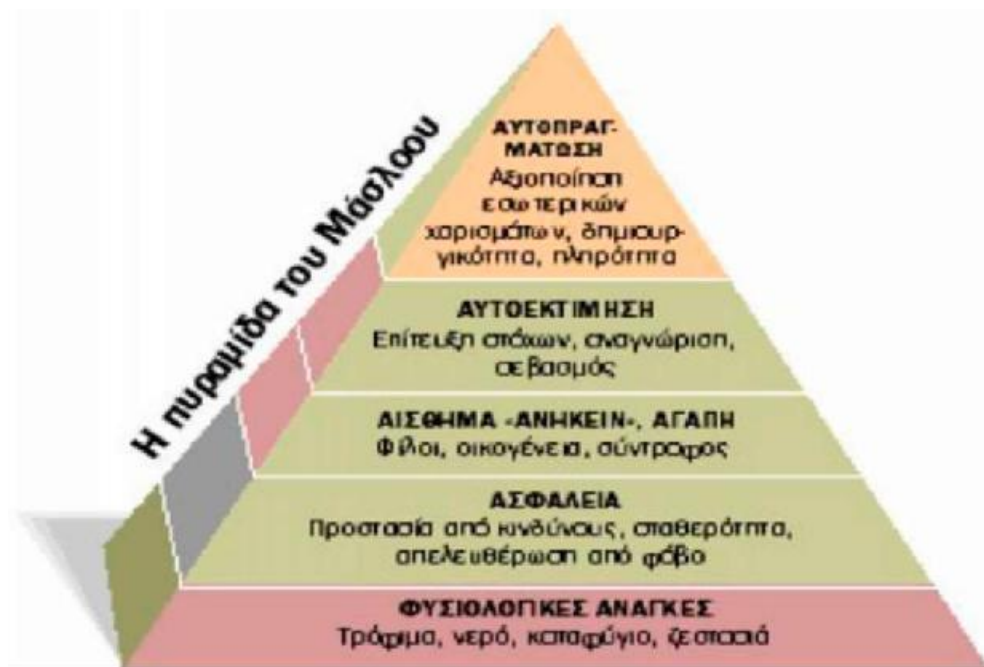 Η πυραμίδα του Μάσλοου
ΑΥΤΟΠΡΑΓ-
ΜΑΤΩΣΗ
Αξιοποίηση
εσωτερικών
χαρισμάτων, δημιουρ-
γικότητα, πληρότητα
ΑΥΤΟΕΚΤΙΜΗΣΗ
Επίτευξη στόχων, αναγνώριση,
σεβασμός
ΑΙΣΘΗΜΑ «ΑΝΗΚΕΙΝ», ΑΓΑΠΗ
Φίλοι, οικογένεια, σύντροφος
ΑΣΦΑΛΕΙΑ
Προστασία από κινδύνους, σταθερότητα,
απελευθέρωση από φόβο
ΦΥΣΙΟΛΟΓΙΚΕΣ ΑΝΑΓΚΕΣ
Τρόφιμα, νερό, καταφύγιο, ζεστασιά